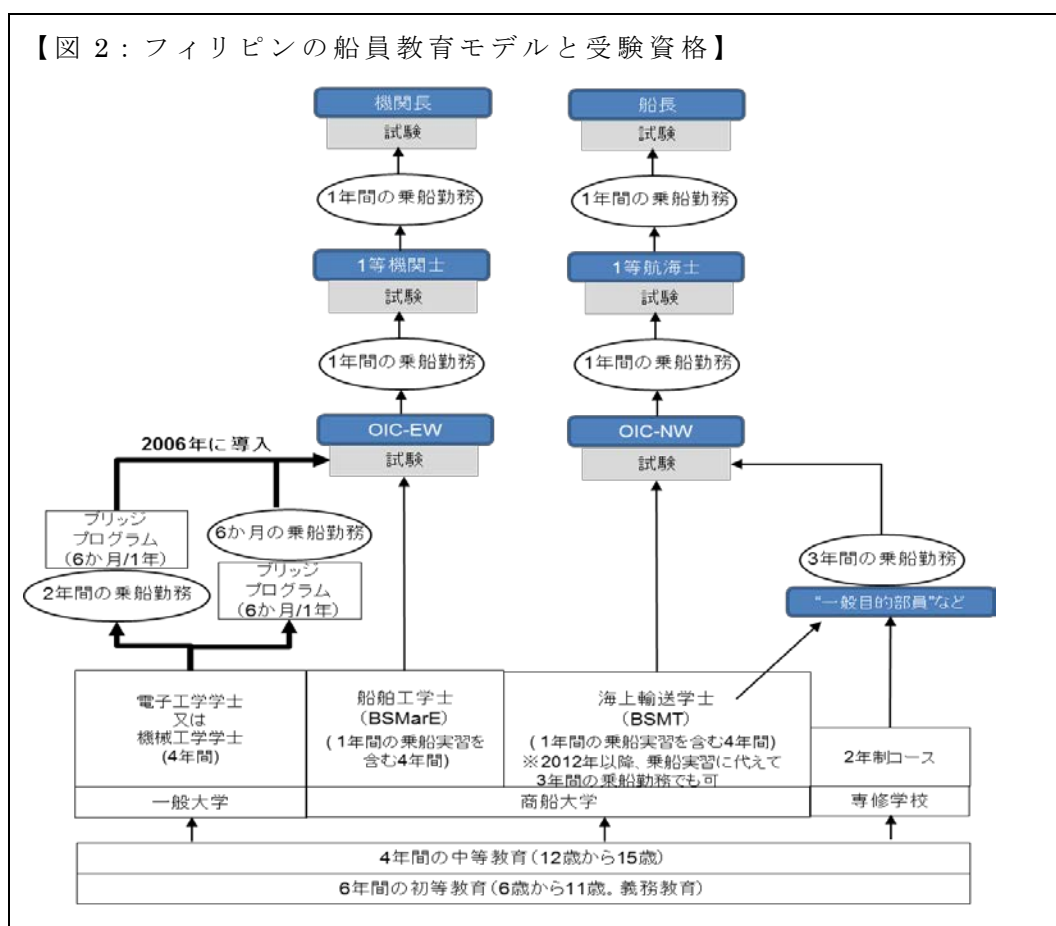 【図 2：フィリピンの船員教育モデルと受験資格】
機関長
試験
船長
試験
1年間の乗船勤務
1年間の乗船勤務
1等機関士
試験
1等航海士
試験
1年間の乗船勤務
1年間の乗船勤務
OIC-EW
試験
OIC-NW
試験
2006年に導入
ブリッジ
プログラム
(6か月/1年)
2年間の乗船勤務
6か月の乗船勤務
ブリッジ
プログラム
(6か月/1年)
3年間の乗船勤務
"一般目的部員"など
電子工学学士
又は
機械工学学士
(4年間)
船舶工学士
(BSMarE)
(1年間の乗船実習を
含む4年間)
海上輸送学士
(BSMT)
(1年間の乗船実習を含む4年間)
※2012年以降、乗船実習に代えて
3年間の乗船勤務でも可
2年制コース
一般大学
商船大学
専修学校
4年間の中等教育(12歳から15歳)
6年間の初等教育(6歳から11歳。義務教育)